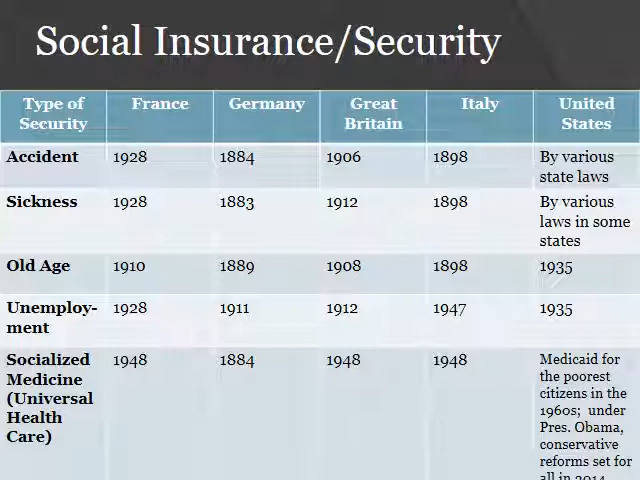 Social Insurance/Security
Type of Security France Germany Great Britain Italy United States
Accident 1928 1884 1906 1898 By various state laws
Sickness 1928 1883 1912 1898 By various laws in some states
Old Age 1910 1889 1908 1898 1935
Unemploy-ment 1928 1911 1912 1947 1935
Socialized Medicine (Universal Health Care) 1948 1884 1948 1948 Medicaid for the poorest citizens in the 1960s; under Pres. Obama, conservative reforms set for all in 2014